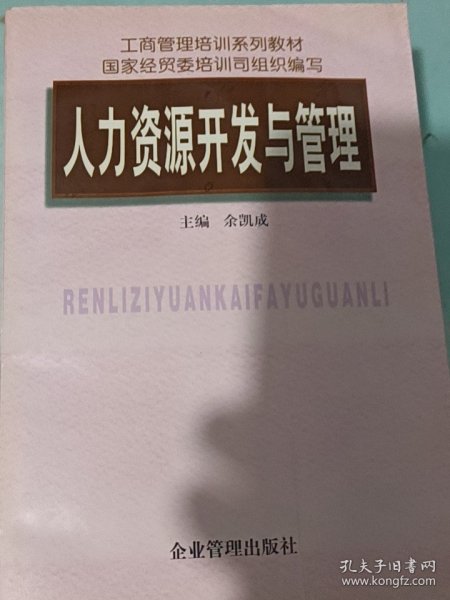 工商管理培训系列教材
国家经贸委培训司组织编写
人力资源开发与管理
主编 余凯成
RENLIZIYUANKAIFAYUGUANLI
企业管理出版社
孔夫子旧书网
www.kongfz.com